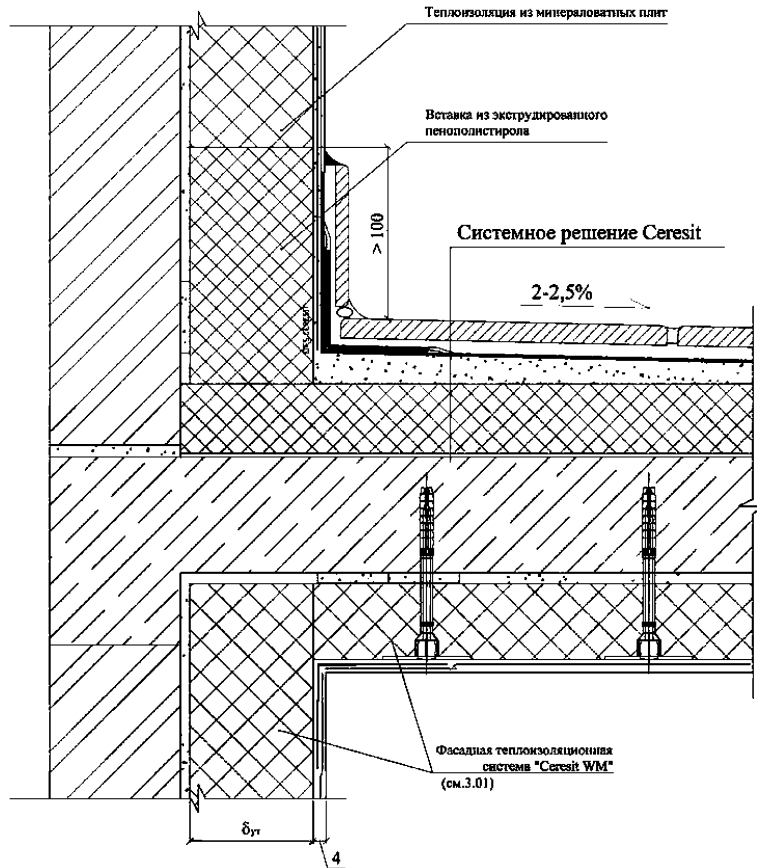 Теплоизоляция из минераловатных плит
Вставка из экструдированного
пенополистирола
> 100
Системное решение Ceresit
2-2,5%
Фасадная теплоизоляционная
система "Ceresit WM"
(см.3.01)
δут
4